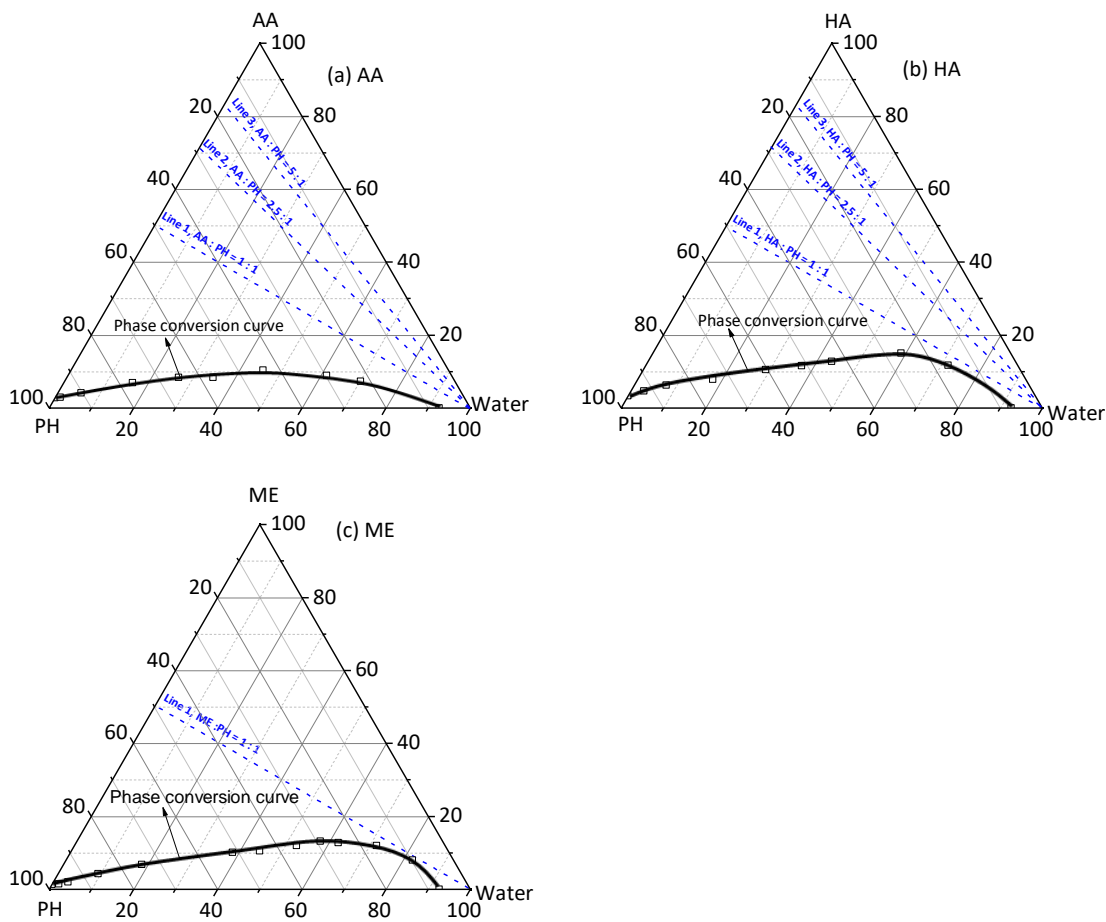 AA
100
(a) AA
20
80
Line 3, AA : PH = 5 : 1
Line 2, AA : PH = 2.5 : 1
40
60
Line 1, AA : PH = 1 : 1
60
40
80
Phase conversion curve
20
100
Water
PH
20
40
60
80
100
HA
100
(b) HA
20
80
Line 3, HA : PH = 5 : 1
Line 2, HA : PH = 2.5 : 1
40
60
Line 1, HA : PH = 1 : 1
60
40
80
Phase conversion curve
20
100
Water
PH
20
40
60
80
100
ME
100
(c) ME
20
80
40
60
Line 1, ME :PH = 1 : 1
60
40
80
Phase conversion curve
20
100
Water
PH
20
40
60
80
100